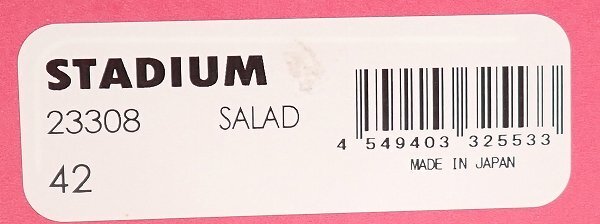 STADIUM
23308 SALAD
42
4 549403 325533
MADE IN JAPAN